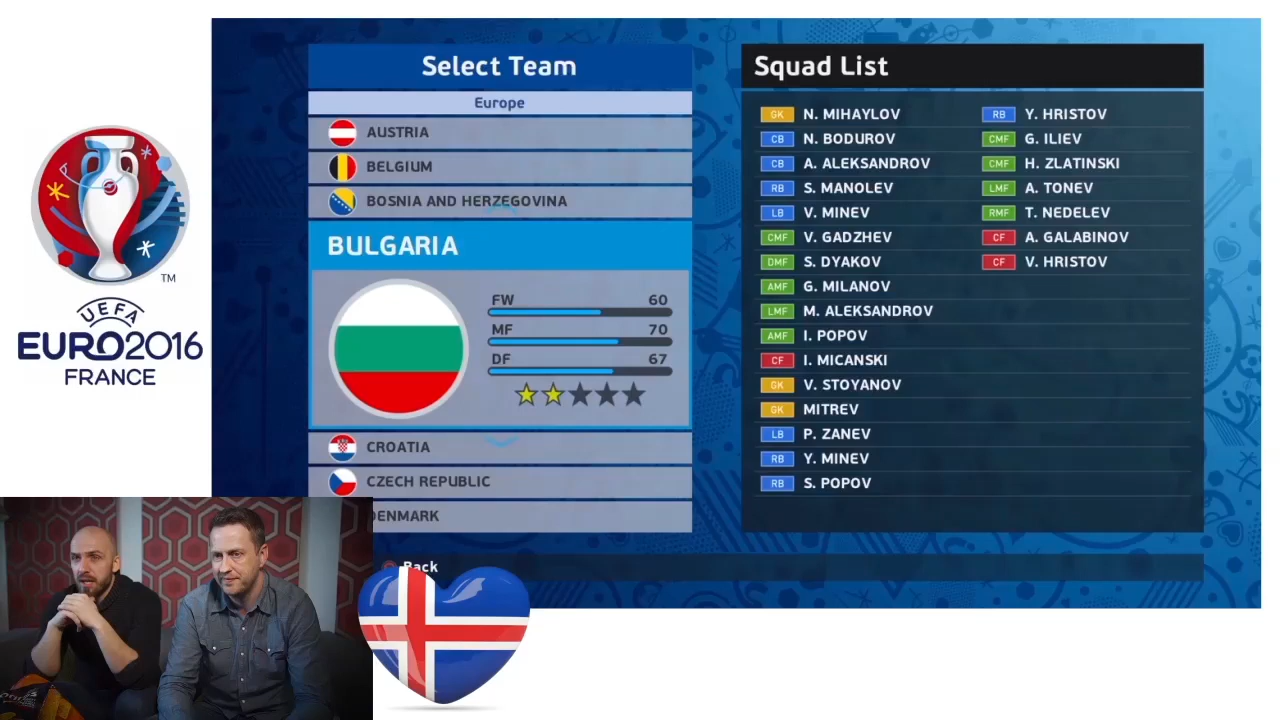 Select Team
Europe
AUSTRIA
BELGIUM
BOSNIA AND HERZEGOVINA
BULGARIA
FW 60
MF 70
DF 67
CROATIA
CZECH REPUBLIC
DENMARK
Back
Squad List
GK N. MIHAYLOV
CB N. BODUROV
CB A. ALEKSANDROV
RB S. MANOLEV
LB V. MINEV
CMF V. GADZHEV
DMF S. DYAKOV
AMF G. MILANOV
LMF M. ALEKSANDROV
AMF I. POPOV
CF I. MICANSKI
GK V. STOYANOV
GK MITREV
LB P. ZANEV
RB Y. MINEV
RB S. POPOV
RB Y. HRISTOV
CMF G. ILIEV
CMF H. ZLATINSKI
LMF A. TONEV
RMF T. NEDELEV
CF A. GALABINOV
CF V. HRISTOV
TM
UEFA
EURO2016
FRANCE